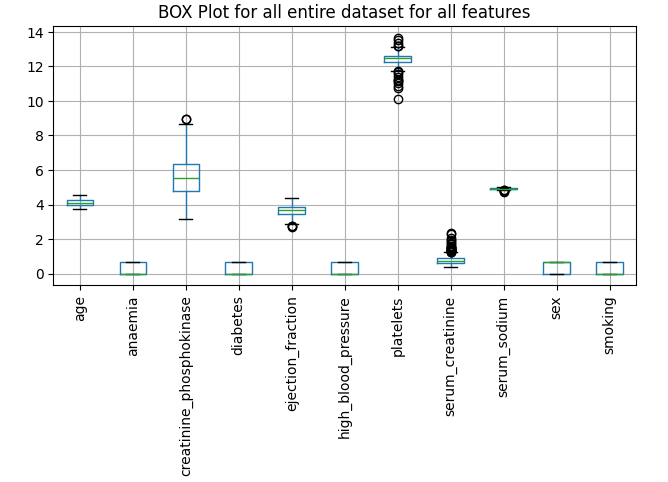 BOX Plot for all entire dataset for all features
14
12
10
8
6
4
2
0
age
anaemia
creatinine_phosphokinase
diabetes
ejection_fraction
high_blood_pressure
platelets
serum_creatinine
serum_sodium
sex
smoking